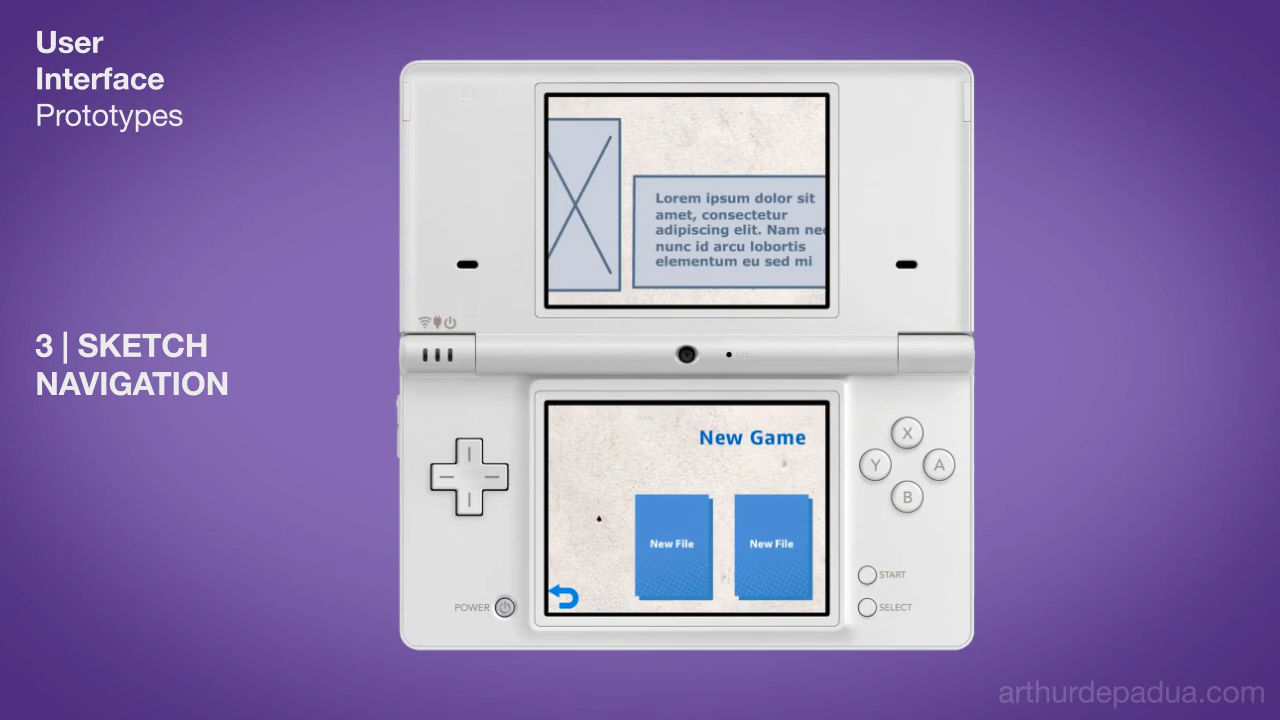 User
Interface
Prototypes
3 | SKETCH
NAVIGATION
Lorem ipsum dolor sit
amet, consectetur
adipiscing elit. Nam nec
nunc id arcu lobortis
elementum eu sed mi
MIC.
New Game
New File
New File
X
Y
A
B
START
SELECT
POWER
arthurdepadua.com